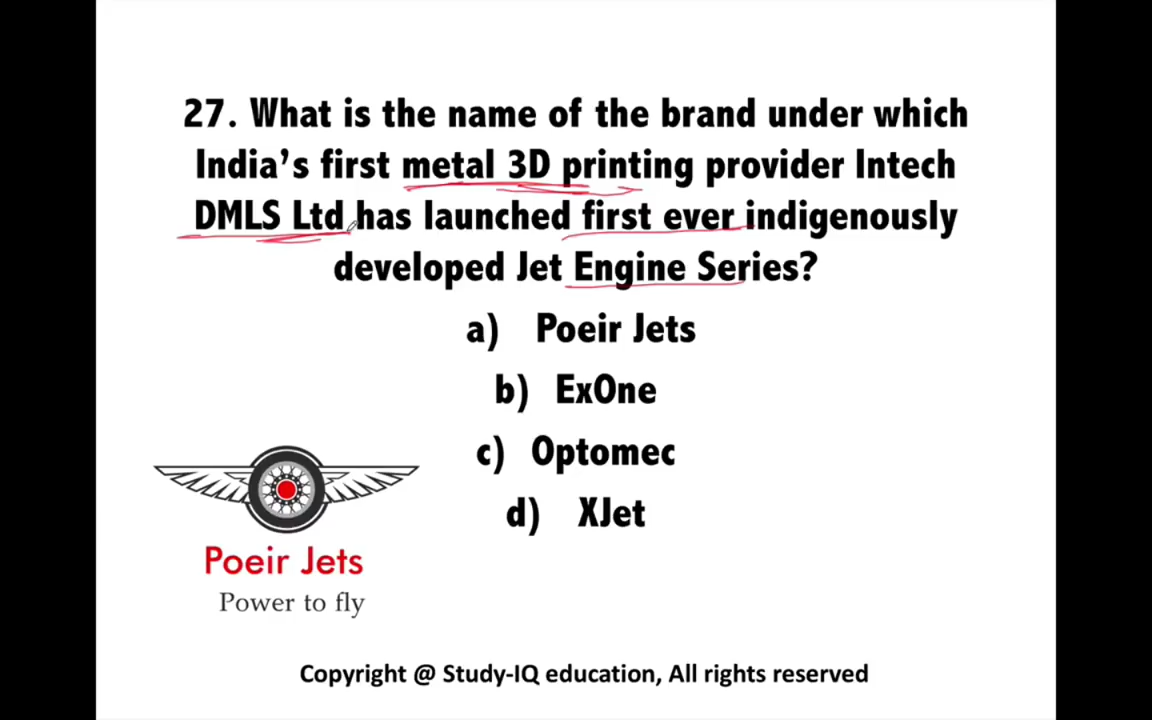 27. What is the name of the brand under which
India's first metal 3D printing provider Intech
DMLS Ltd has launched first ever indigenously
developed Jet Engine Series?
a) Poeir Jets
b) ExOne
c) Optomec
d) XJet
Poeir Jets
Power to fly
Copyright @ Study-IQ education, All rights reserved